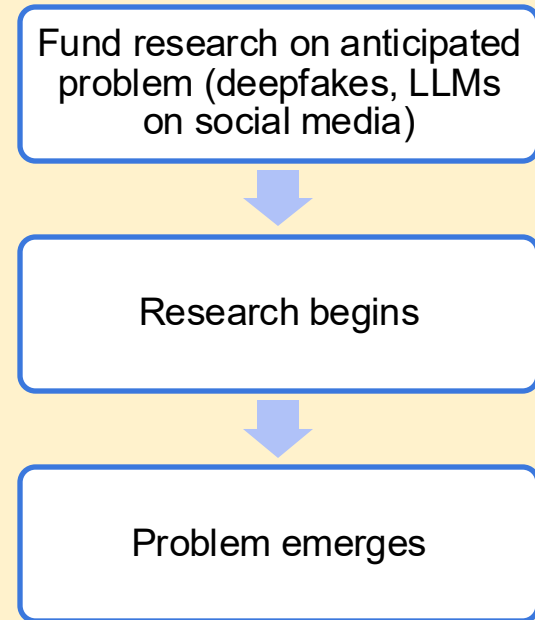 Fund research on anticipated
problem (deepfakes, LLMs
on social media)
Research begins
Problem emerges